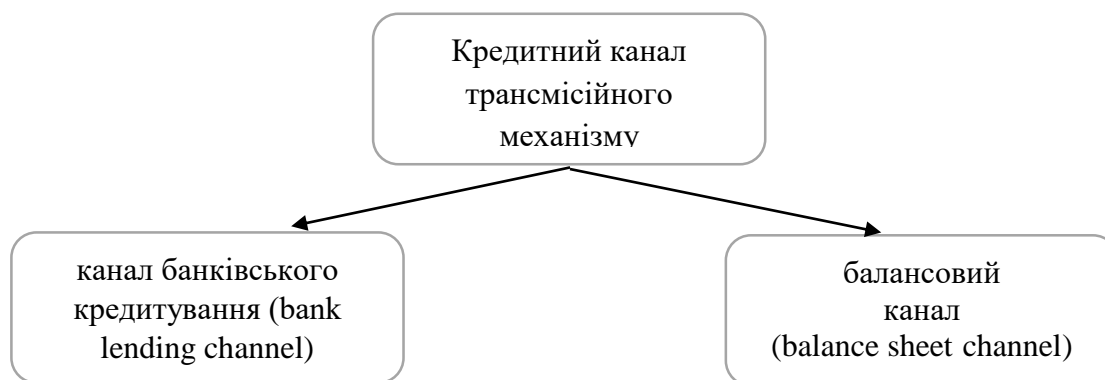 Кредитний канал
трансмісійного
механізму
канал банківського
кредитування (bank
lending channel)
балансовий
канал
(balance sheet channel)